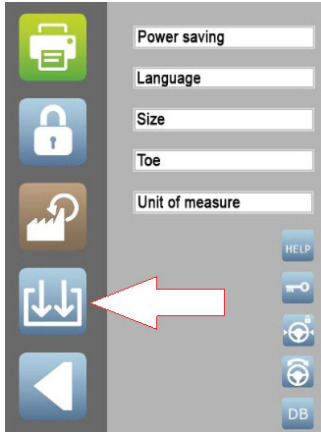 Power saving
Language
Size
Toe
Unit of measure
HELP
DB